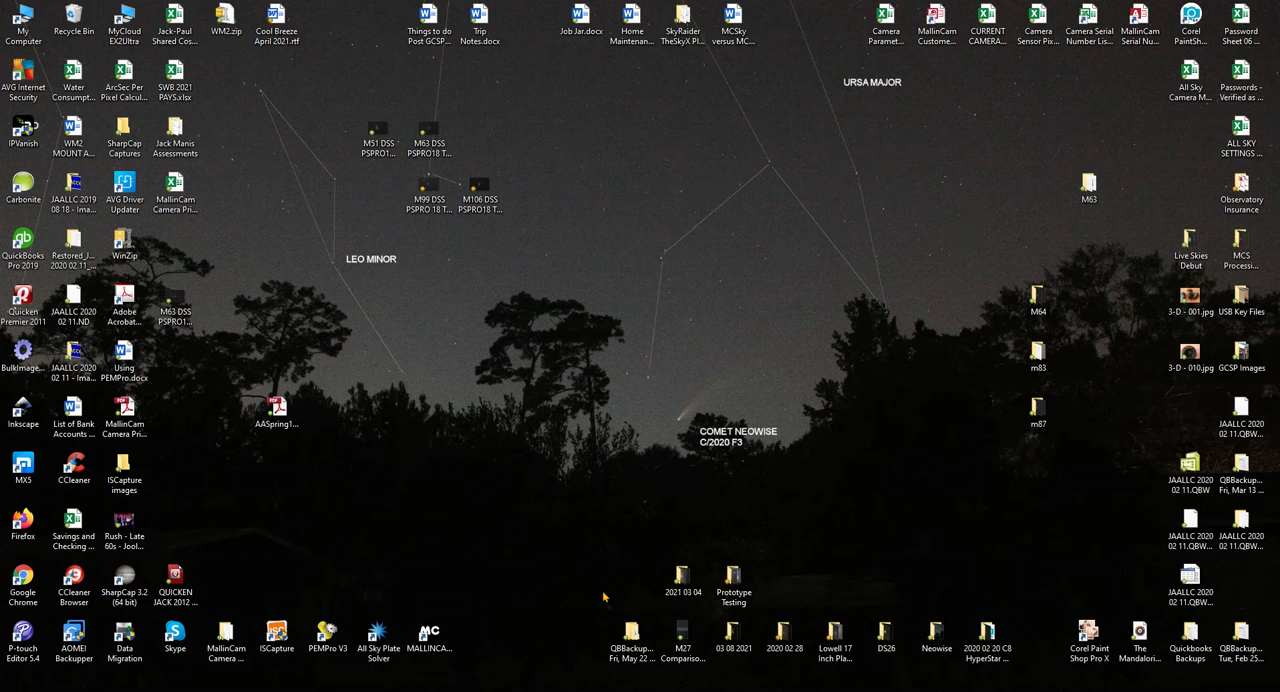 My
Computer
Recycle Bin
MyCloud
EX2Ultra
Jack-Paul
Shared Cos...
WM2.zip
Cool Breeze
April 2021.rtf
Things to do
Post GCSP...
Trip
Notes.docx
Job Jar.docx
Home
Maintenan...
SkyRaider
TheSkyX Pl...
MCSky
versus MC...
Camera
Paramet...
MallinCam
Custome...
CURRENT
CAMERA...
Camera
Sensor Pix...
Camera Serial
Number Lis...
MallinCam
Serial Nu...
Corel
PaintSh...
Password
Sheet 06 ...
AVG Internet
Security
Water
Consumpt...
ArcSec Per
Pixel Calcul...
SWB 2021
PAYS.xlsx
URSA MAJOR
All Sky
Camera M...
Passwords -
Verified as ...
IPVanish
WM2
MOUNT A...
SharpCap
Captures
Jack Manis
Assessments
M51 DSS
PSPRO1...
M63 DSS
PSPRO18 T...
ALL SKY
SETTINGS ...
Carbonite
JAALLC 2019
08 18 - Ima...
AVG Driver
Updater
MallinCam
Camera Pri...
M99 DSS
PSPRO 18 T...
M106 DSS
PSPRO18 T...
M63
Observatory
Insurance
QuickBooks
Pro 2019
Restored_J...
2020 02 11_...
WinZip
LEO MINOR
Live Skies
Debut
MCS
Processi...
Quicken
Premier 2011
JAALLC 2020
02 11.ND
Adobe
Acrobat...
M63 DSS
PSPRO1...
M64
3-D - 001.jpg
USB Key Files
BulkImage...
JAALLC 2020
02 11 - Ima...
Using
PEMPro.docx
m83
3-D - 010.jpg
GCSP Images
Inkscape
List of Bank
Accounts ...
MallinCam
Camera Pri...
AASpring1...
COMET NEOWISE
C/2020 F3
m87
JAALLC 2020
02 11.QBW...
MX5
CCleaner
ISCapture
images
JAALLC 2020
02 11.QBW
QBBackup...
Fri, Mar 13 ...
Firefox
Savings and
Checking ...
Rush - Late
60s - Jool...
JAALLC 2020
02 11.QBW...
JAALLC 2020
02 11.QBW...
Google
Chrome
CCleaner
Browser
SharpCap 3.2
(64 bit)
QUICKEN
JACK 2012 ...
2021 03 04
Prototype
Testing
JAALLC 2020
02 11.QBW...
P-touch
Editor 5.4
AOMEI
Backupper
Data
Migration
Skype
MallinCam
Camera ...
ISCapture
PEMPro V3
All Sky Plate
Solver
MC
MALLINCA...
QBBackup...
Fri, May 22 ...
M27
Compariso...
03 08 2021
2020 02 28
Lowell 17
Inch Pla...
DS26
Neowise
2020 02 20 C8
HyperStar ...
Corel Paint
Shop Pro X
The
Mandalori...
Quickbooks
Backups
QBBackup...
Tue, Feb 25...